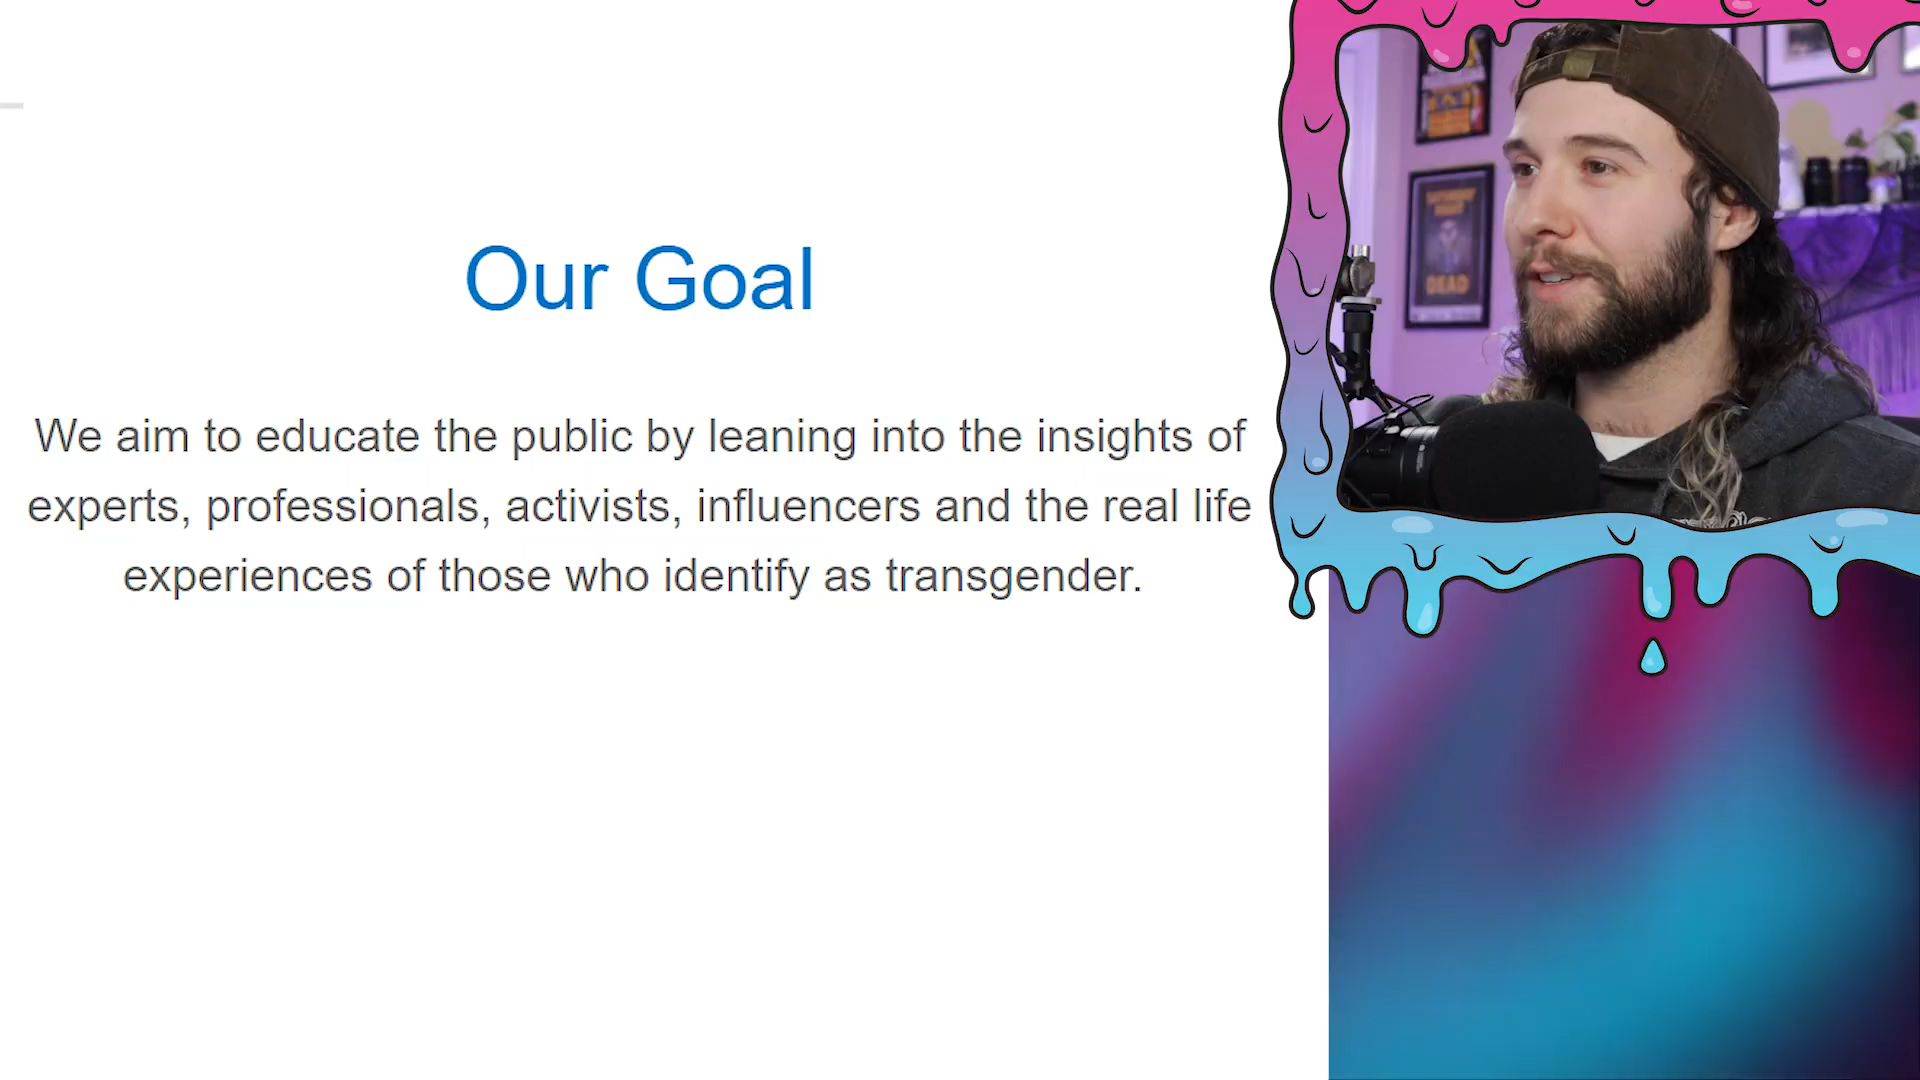 Our Goal
We aim to educate the public by leaning into the insights of
experts, professionals, activists, influencers and the real life
experiences of those who identify as transgender.
DEAD